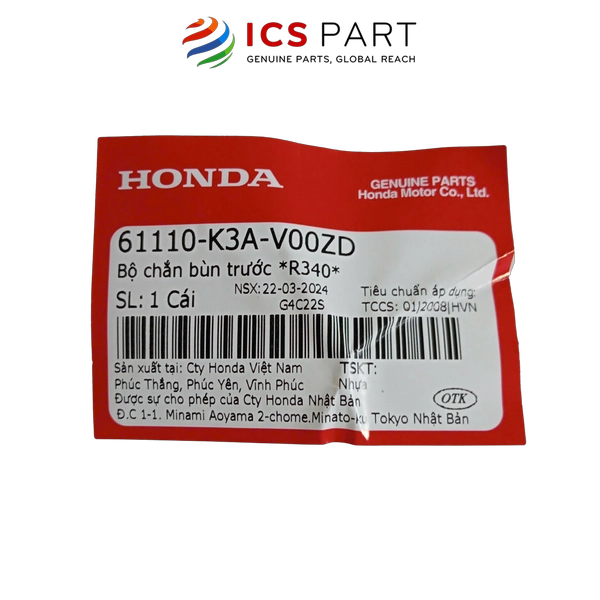 ICS PART
GENUINE PARTS, GLOBAL REACH
HONDA
GENUINE PARTS
Honda Motor Co., Ltd.
61110-K3A-V00ZD
Bộ chắn bùn trước *R340*
SL: 1 Cái
NSX:22-03-2024
G4C22S
Tiêu chuẩn áp dụng:
TCCS: 01/2008|HVN
Sản xuất tại: Cty Honda Việt Nam
TSKT:
Phúc Thắng, Phúc Yên, Vĩnh Phúc
Nhựa
Được sự cho phép của Cty Honda Nhật Bản
OTK
Đ.C 1-1. Minami Aoyama 2-chome.Minato-ku Tokyo Nhật Bản